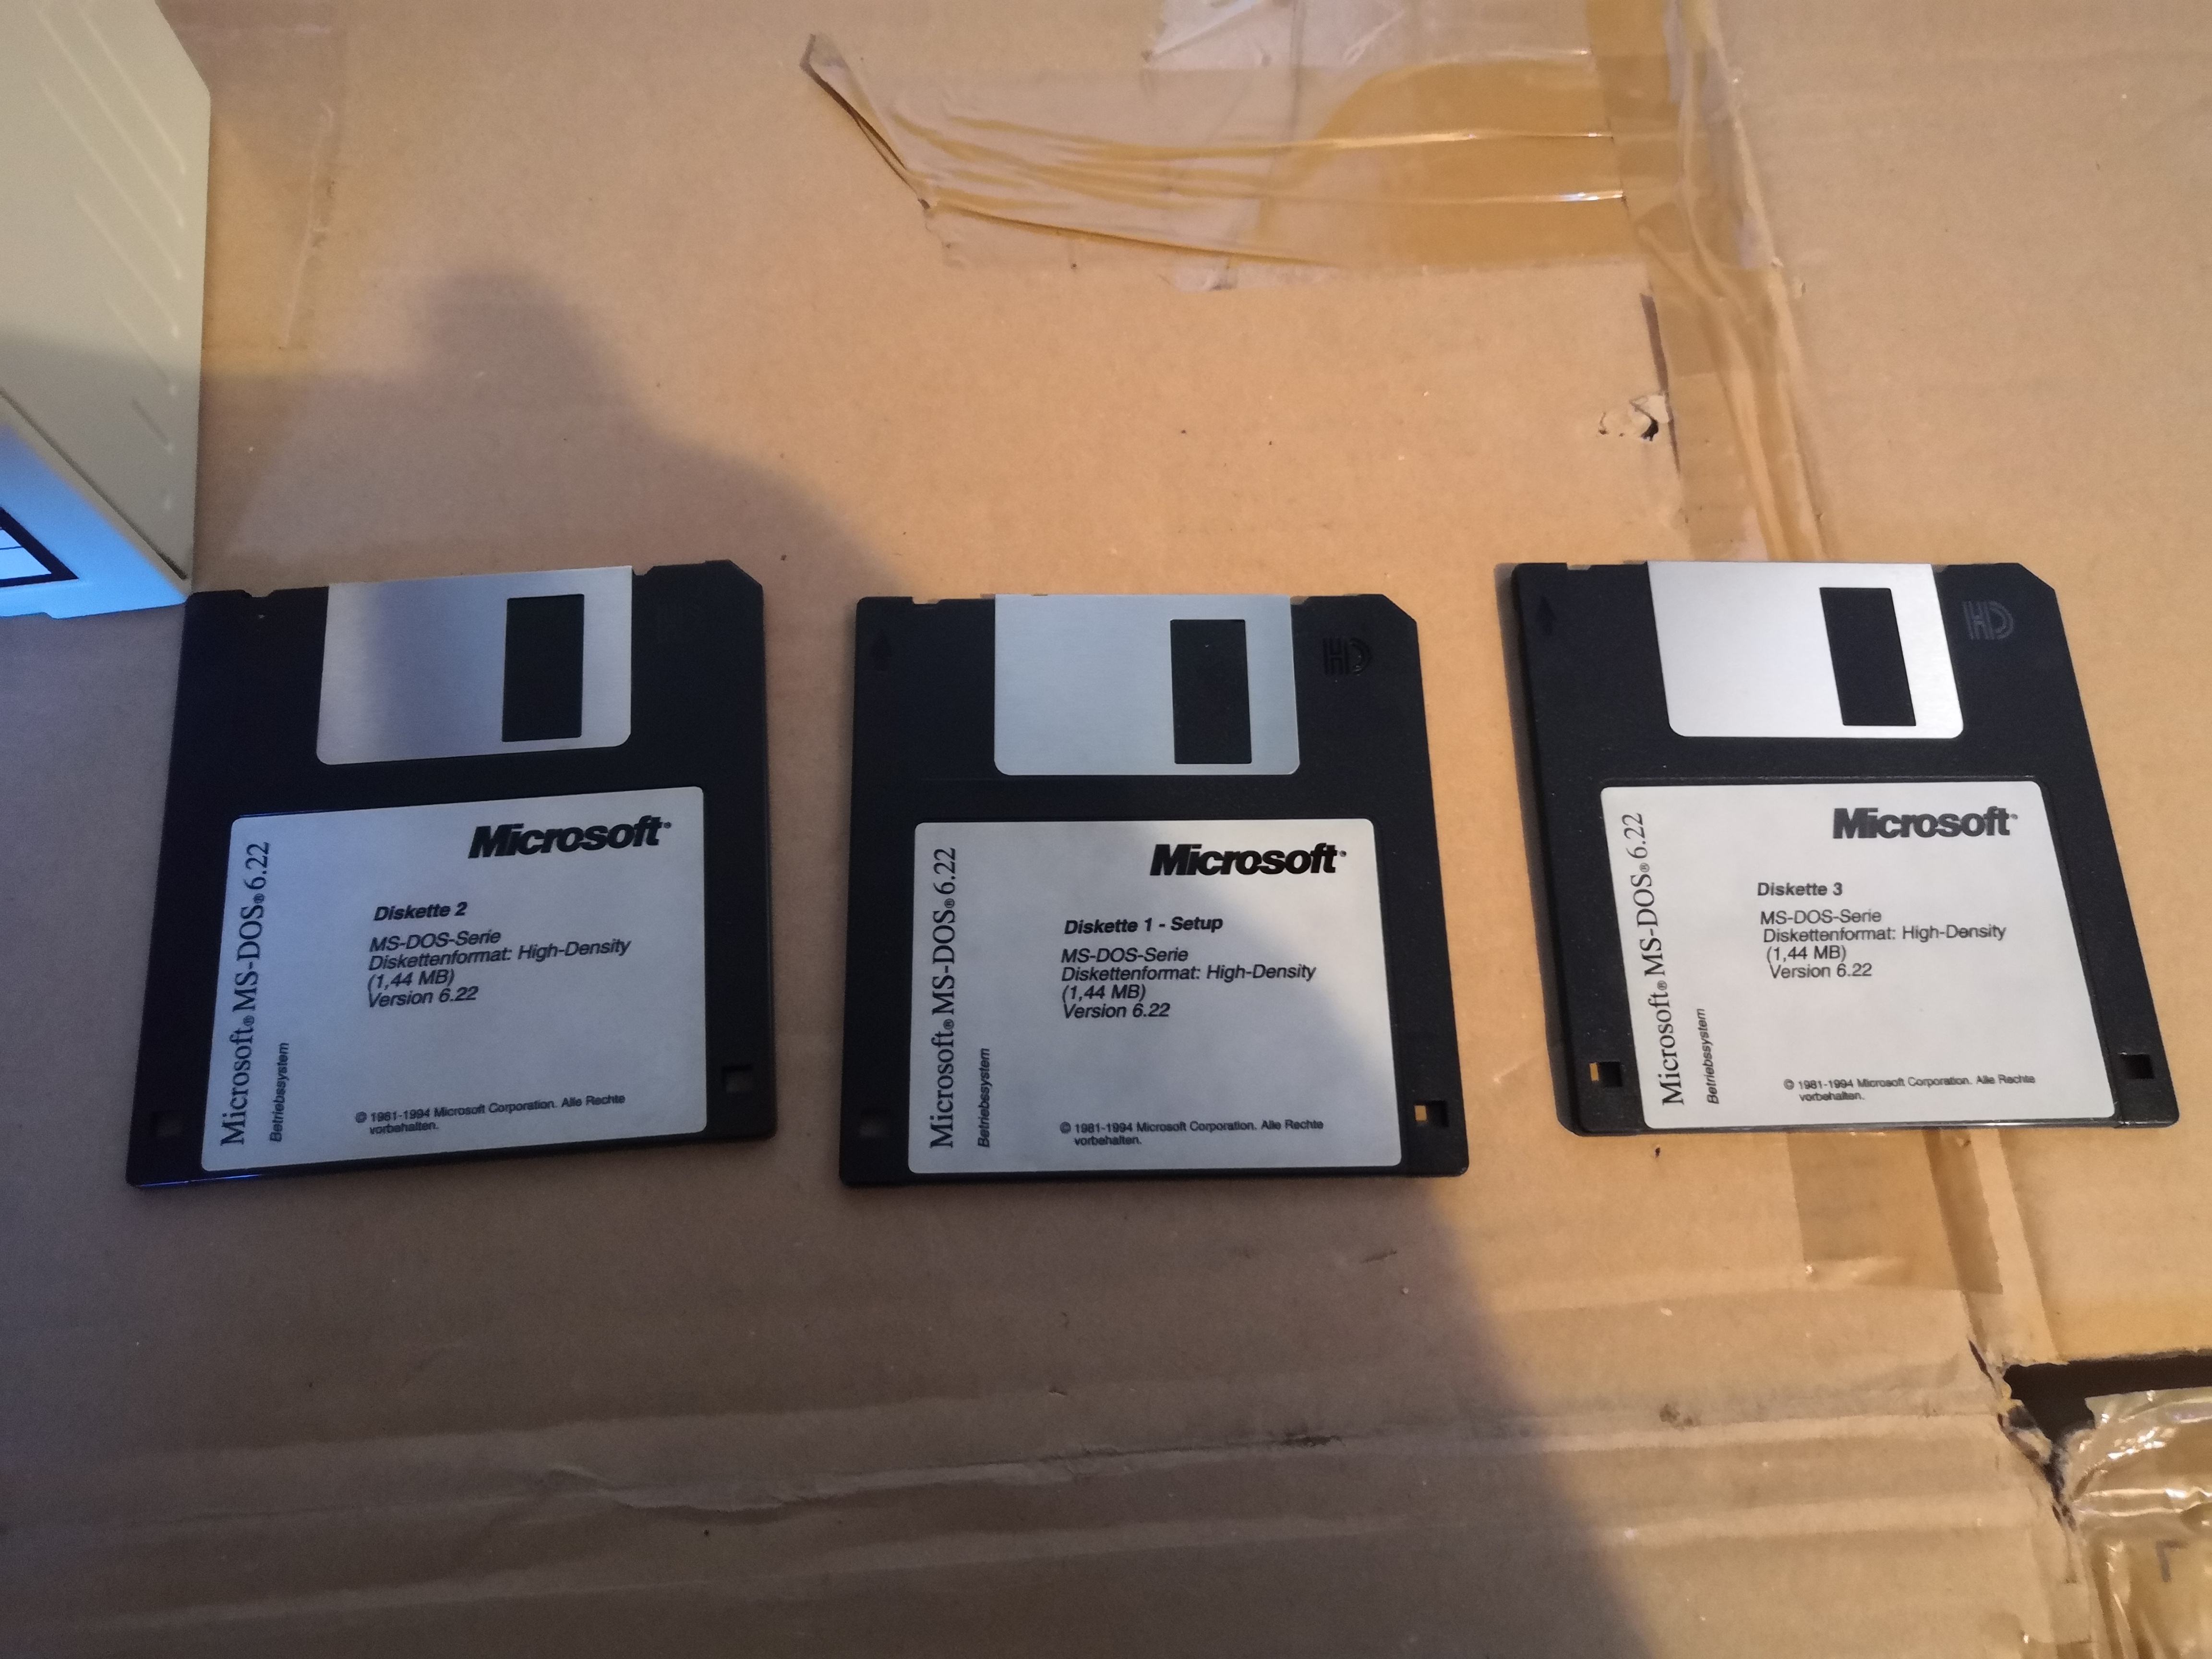 Microsoft® MS-DOS® 6.22
Betriebssystem
Microsoft®
Diskette 2
MS-DOS-Serie
Diskettenformat: High-Density
(1,44 MB)
Version 6.22
© 1981-1994 Microsoft Corporation. Alle Rechte
vorbehalten.
HD
Microsoft® MS-DOS® 6.22
Betriebssystem
Microsoft®
Diskette 1 - Setup
MS-DOS-Serie
Diskettenformat: High-Density
(1,44 MB)
Version 6.22
© 1981-1994 Microsoft Corporation. Alle Rechte
vorbehalten.
HD
Microsoft® MS-DOS® 6.22
Betriebssystem
Microsoft®
Diskette 3
MS-DOS-Serie
Diskettenformat: High-Density
(1,44 MB)
Version 6.22
© 1981-1994 Microsoft Corporation. Alle Rechte
vorbehalten.